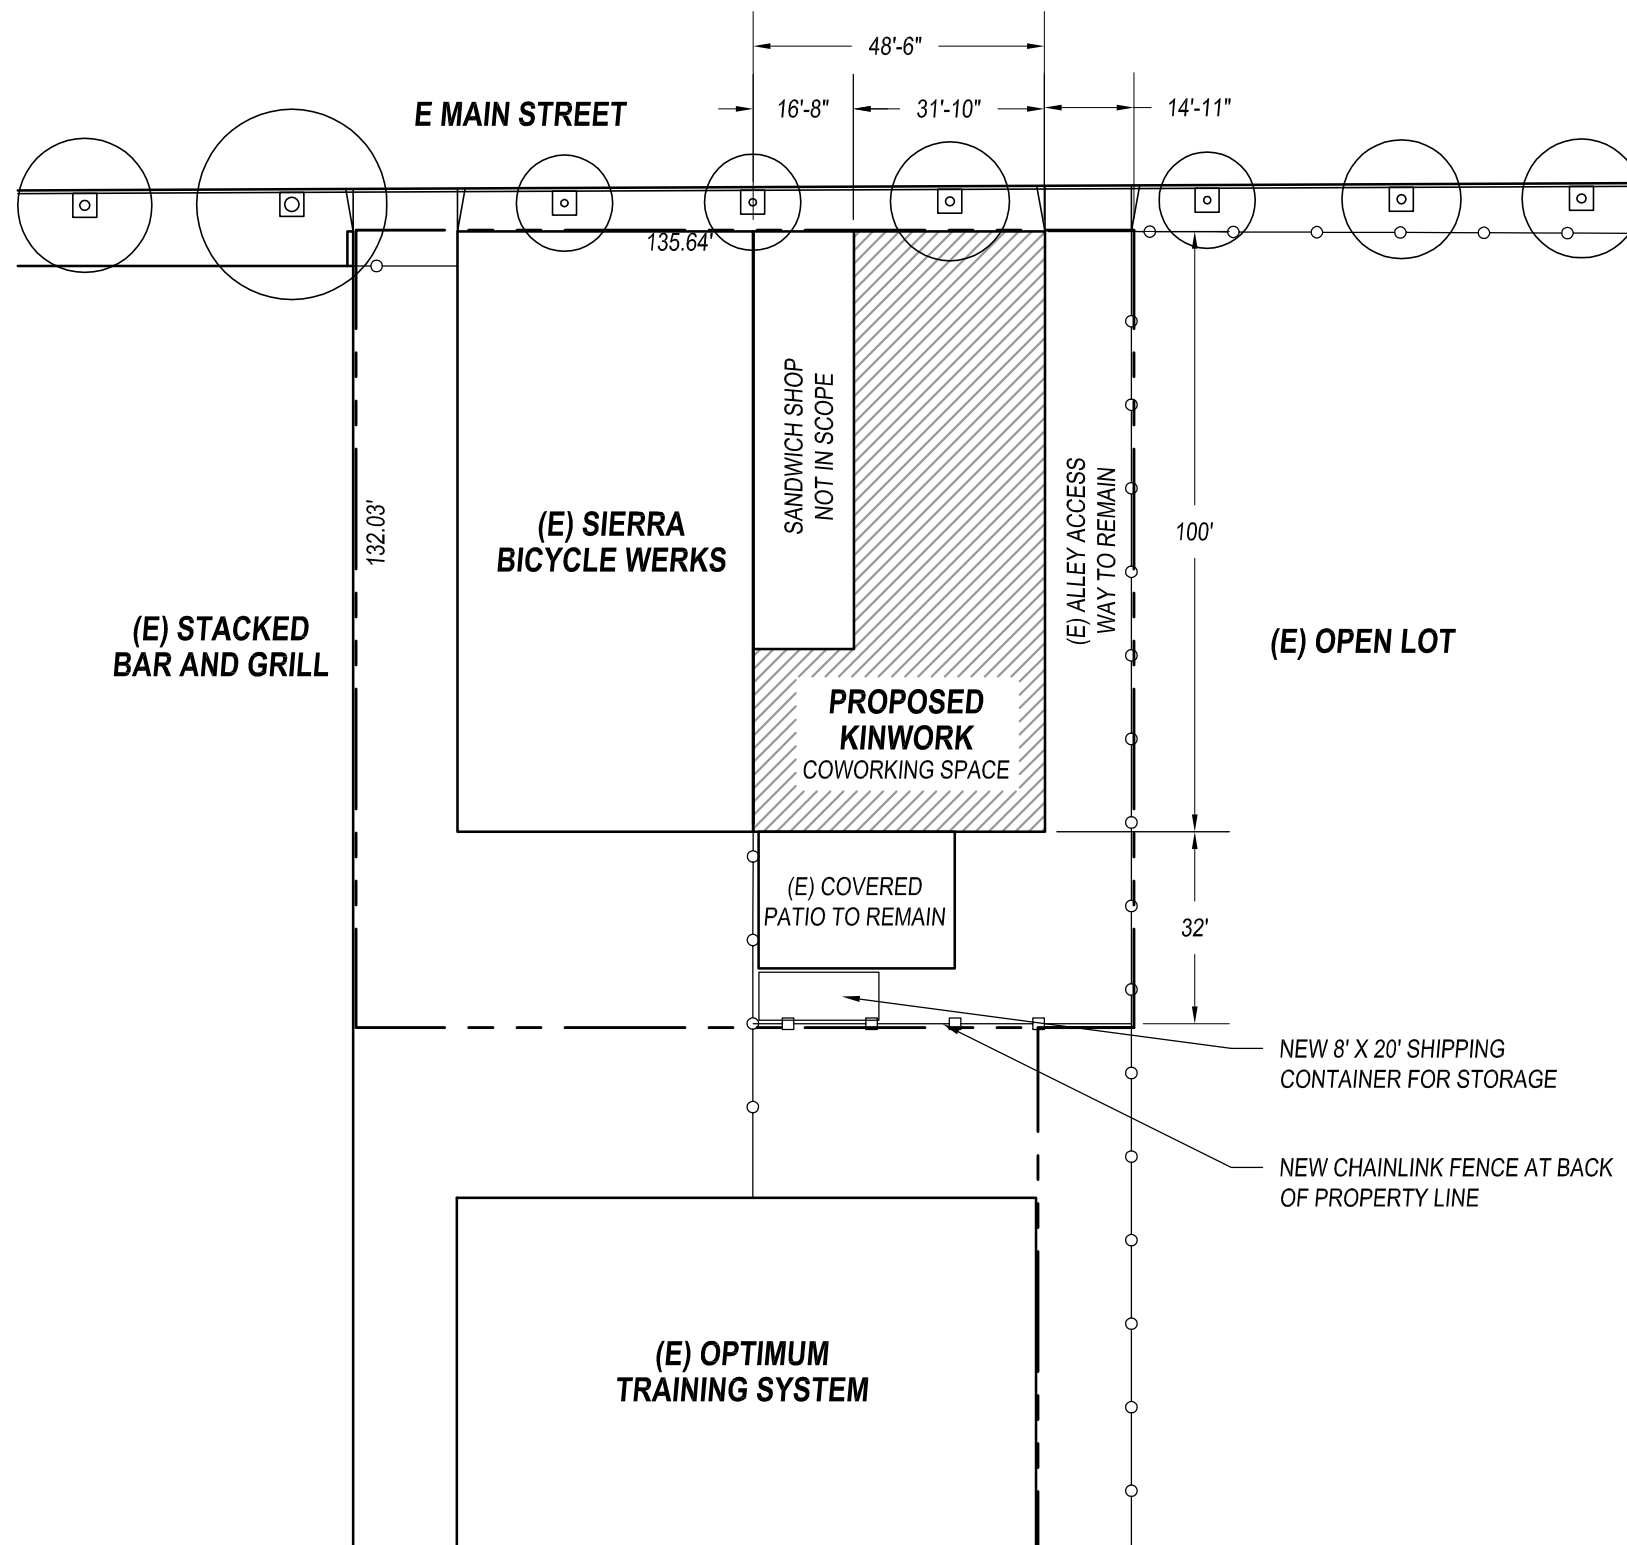 48'-6"
E MAIN STREET
16'-8"
31'-10"
14'-11"
135.64'
SANDWICH SHOP
NOT IN SCOPE
(E) SIERRA
BICYCLE WERKS
132.03'
(E) ALLEY ACCESS
WAY TO REMAIN
100'
(E) STACKED
BAR AND GRILL
(E) OPEN LOT
PROPOSED
KINWORK
COWORKING SPACE
(E) COVERED
PATIO TO REMAIN
32'
NEW 8' X 20' SHIPPING
CONTAINER FOR STORAGE
NEW CHAINLINK FENCE AT BACK
OF PROPERTY LINE
(E) OPTIMUM
TRAINING SYSTEM